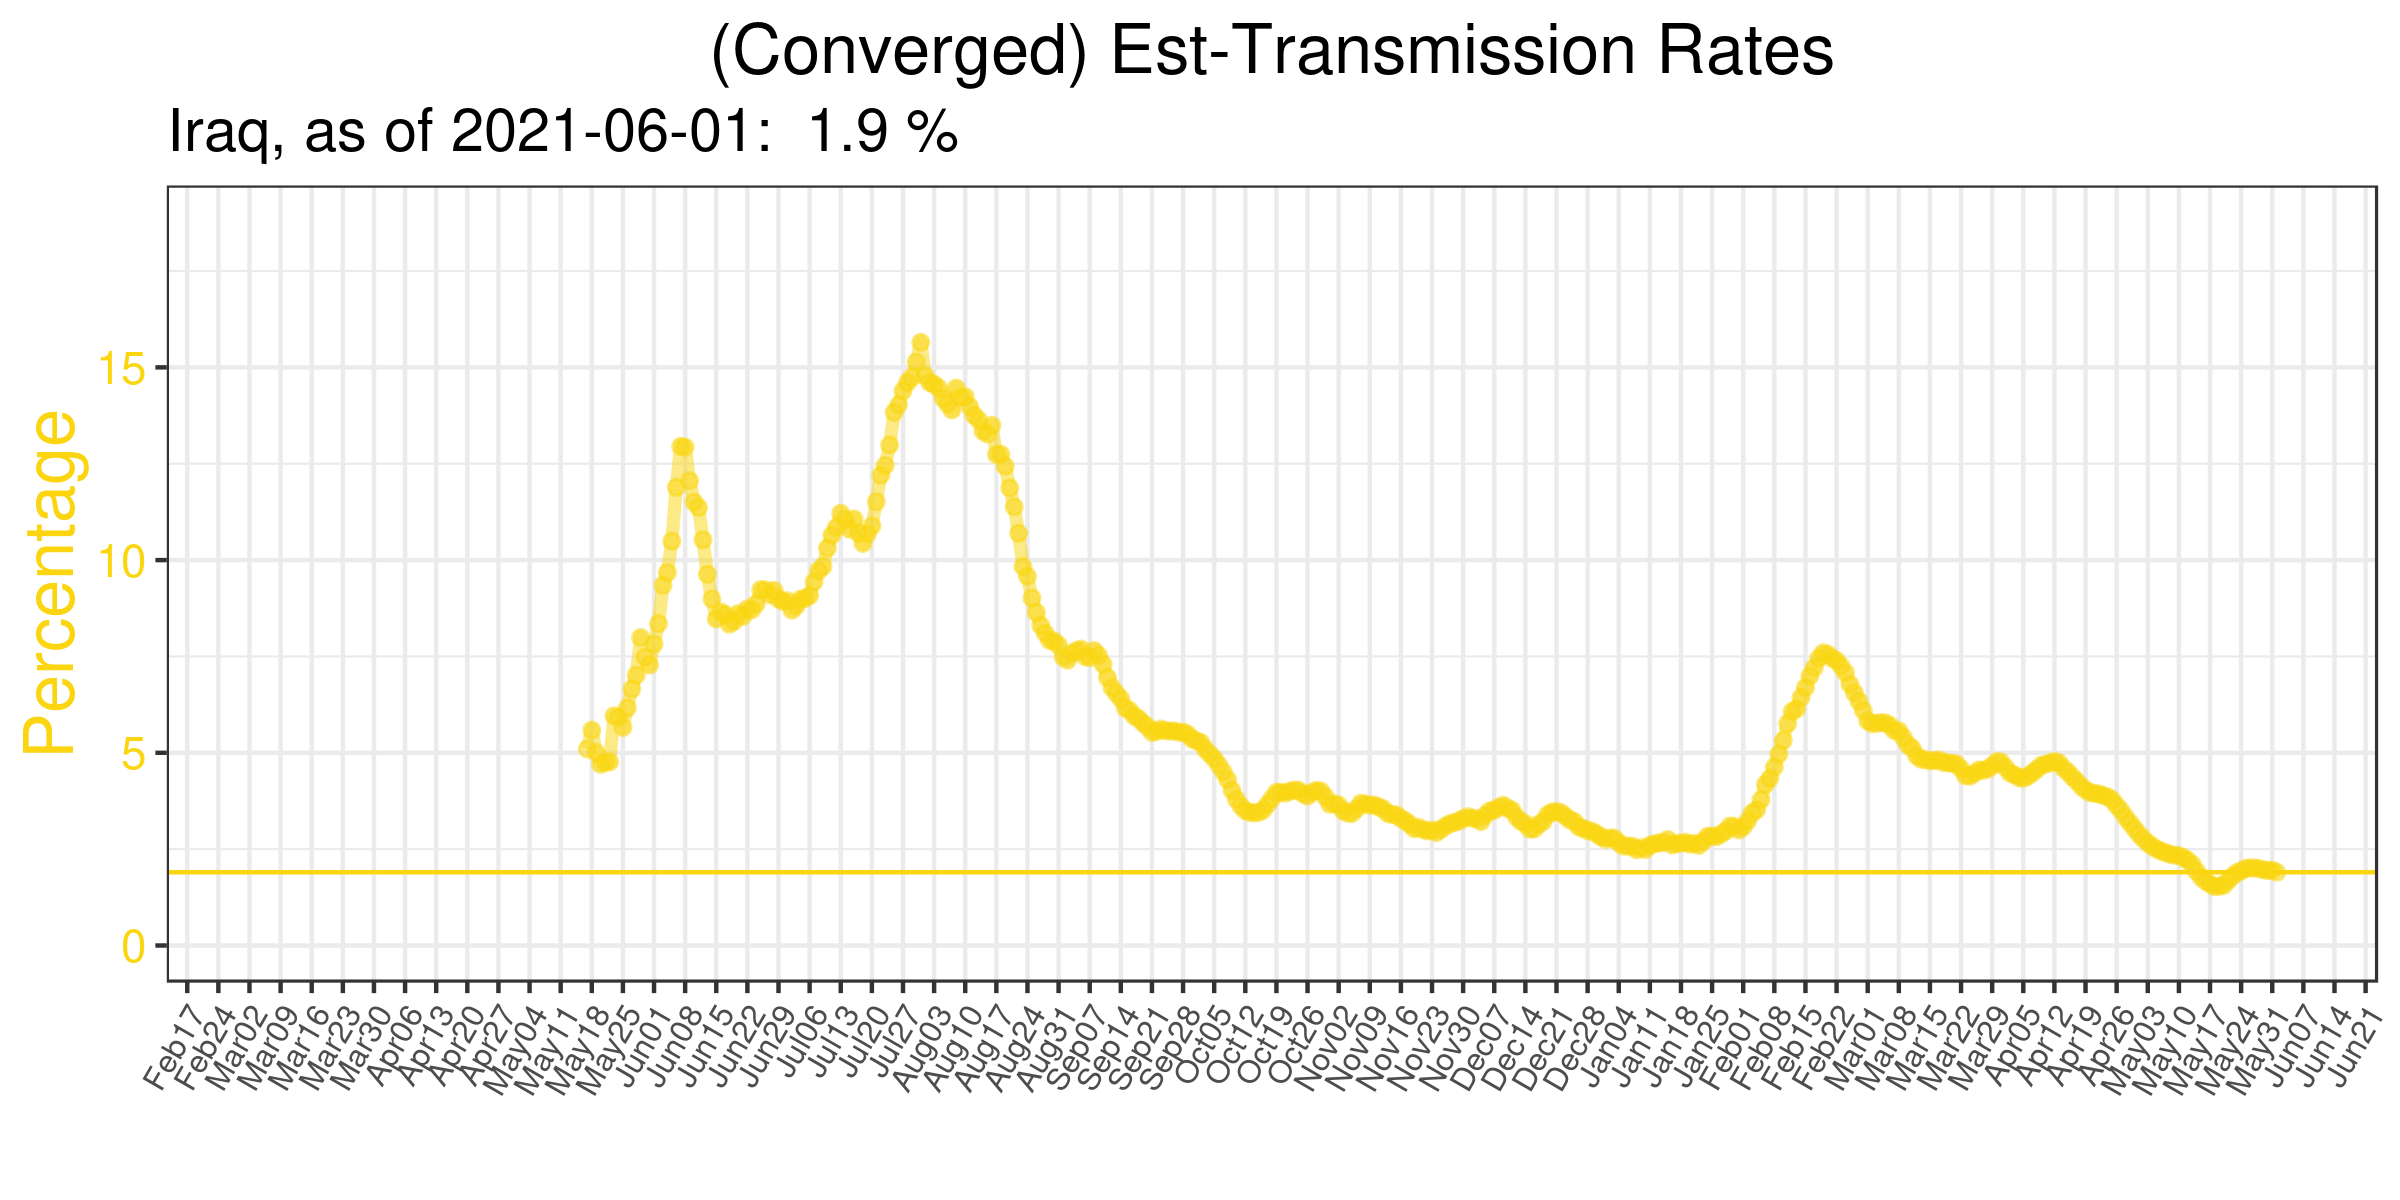 (Converged) Est-Transmission Rates
Iraq, as of 2021-06-01:  1.9 %
Percentage
15
10
5
0
Feb17
Feb24
Mar02
Mar09
Mar16
Mar23
Mar30
Apr06
Apr13
Apr20
Apr27
May04
May11
May18
May25
Jun01
Jun08
Jun15
Jun22
Jun29
Jul06
Jul13
Jul20
Jul27
Aug03
Aug10
Aug17
Aug24
Aug31
Sep07
Sep14
Sep21
Sep28
Oct05
Oct12
Oct19
Oct26
Nov02
Nov09
Nov16
Nov23
Nov30
Dec07
Dec14
Dec21
Dec28
Jan04
Jan11
Jan18
Jan25
Feb01
Feb08
Feb15
Feb22
Mar01
Mar08
Mar15
Mar22
Mar29
Apr05
Apr12
Apr19
Apr26
May03
May10
May17
May24
May31
Jun07
Jun14
Jun21